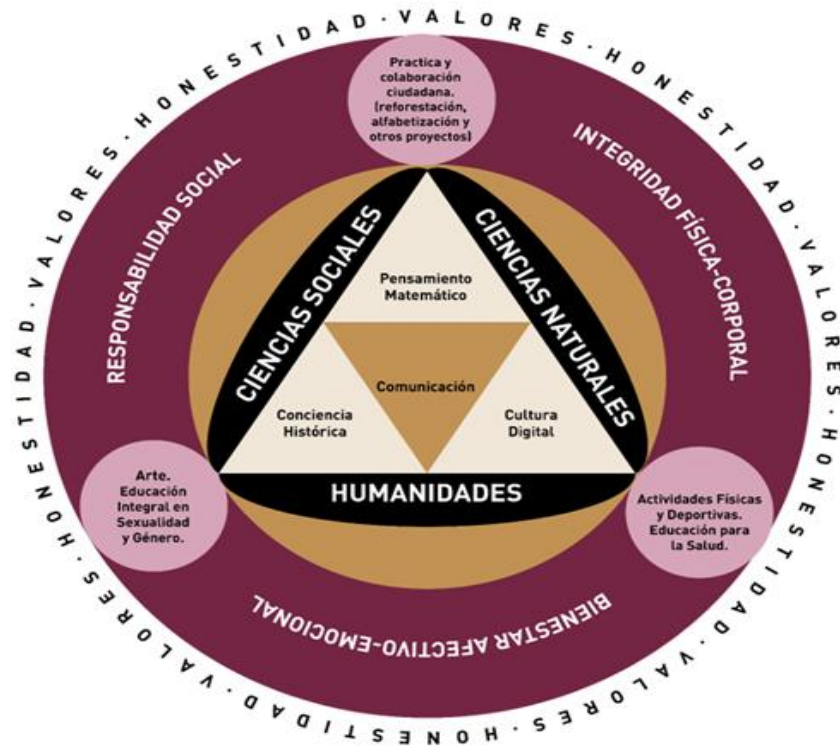 VALORES·HONESTIDAD·VALORES·HONESTIDAD·VALORES·HONESTIDAD·VALORES·HONESTIDAD·VALORES·HONESTIDAD·
Practica y
colaboración
ciudadana.
(reforestación,
alfabetización y
otros proyectos)
RESPONSABILIDAD SOCIAL
INTEGRIDAD FÍSICA-CORPORAL
CIENCIAS SOCIALES
CIENCIAS NATURALES
Pensamiento
Matemático
Comunicación
Conciencia
Histórica
Cultura
Digital
HUMANIDADES
Arte.
Educación
Integral en
Sexualidad
y Género.
Actividades Físicas
y Deportivas.
Educación para
la Salud.
BIENESTAR AFECTIVO-EMOCIONAL